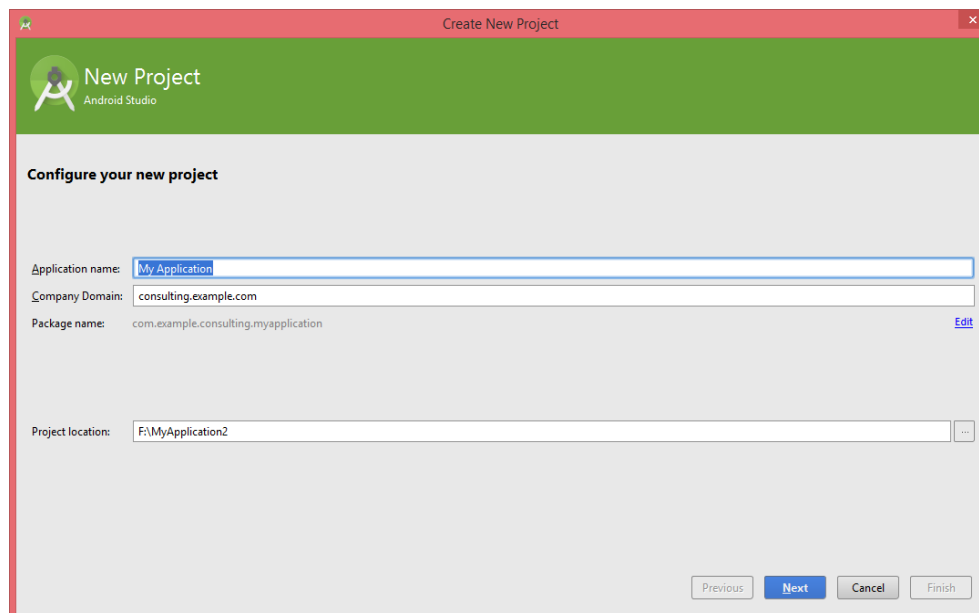 Create New Project
New Project
Android Studio
Configure your new project
Application name: My Application
Company Domain: consulting.example.com
Package name: com.example.consulting.myapplication Edit
Project location: F:\MyApplication2 ...
Previous Next Cancel Finish